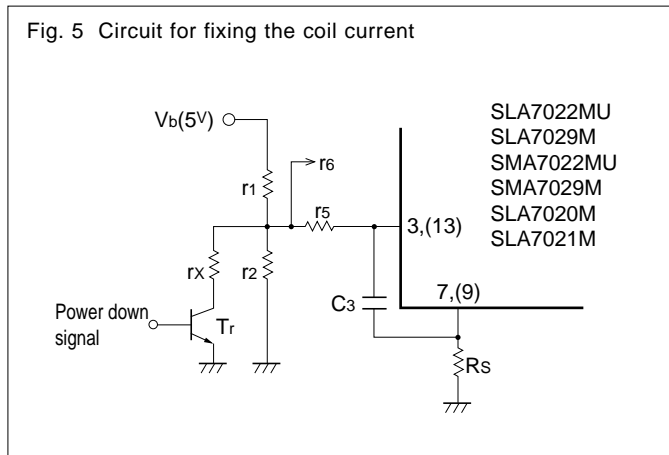 Fig. 5 Circuit for fixing the coil current
Vb(5V)
r6
r1
r5
rX
r2
C3
3,(13)
7,(9)
SLA7022MU
SLA7029M
SMA7022MU
SMA7029M
SLA7020M
SLA7021M
Power down
signal
Tr
RS